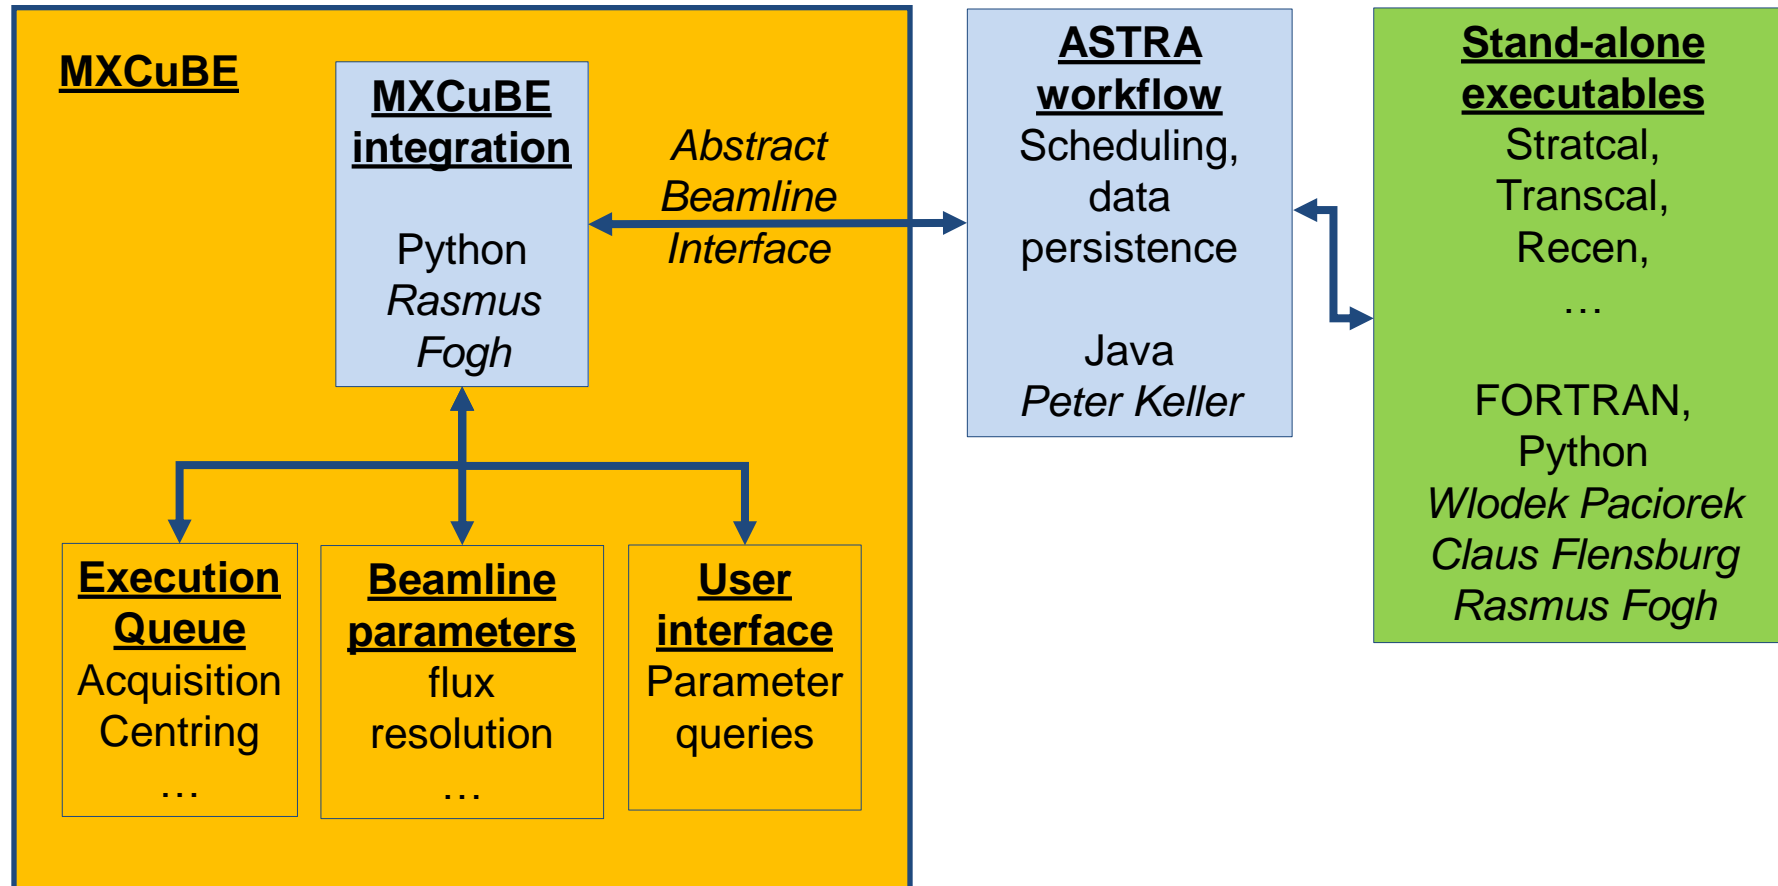 MXCuBE
MXCuBE
integration
Python
Rasmus
Fogh
Abstract
Beamline
Interface
ASTRA
workflow
Scheduling,
data
persistence
Java
Peter Keller
Stand-alone
executables
Stratcal,
Transcal,
Recen,
…
FORTRAN,
Python
Wlodek Paciorek
Claus Flensburg
Rasmus Fogh
Execution
Queue
Acquisition
Centring
…
Beamline
parameters
flux
resolution
…
User
interface
Parameter
queries